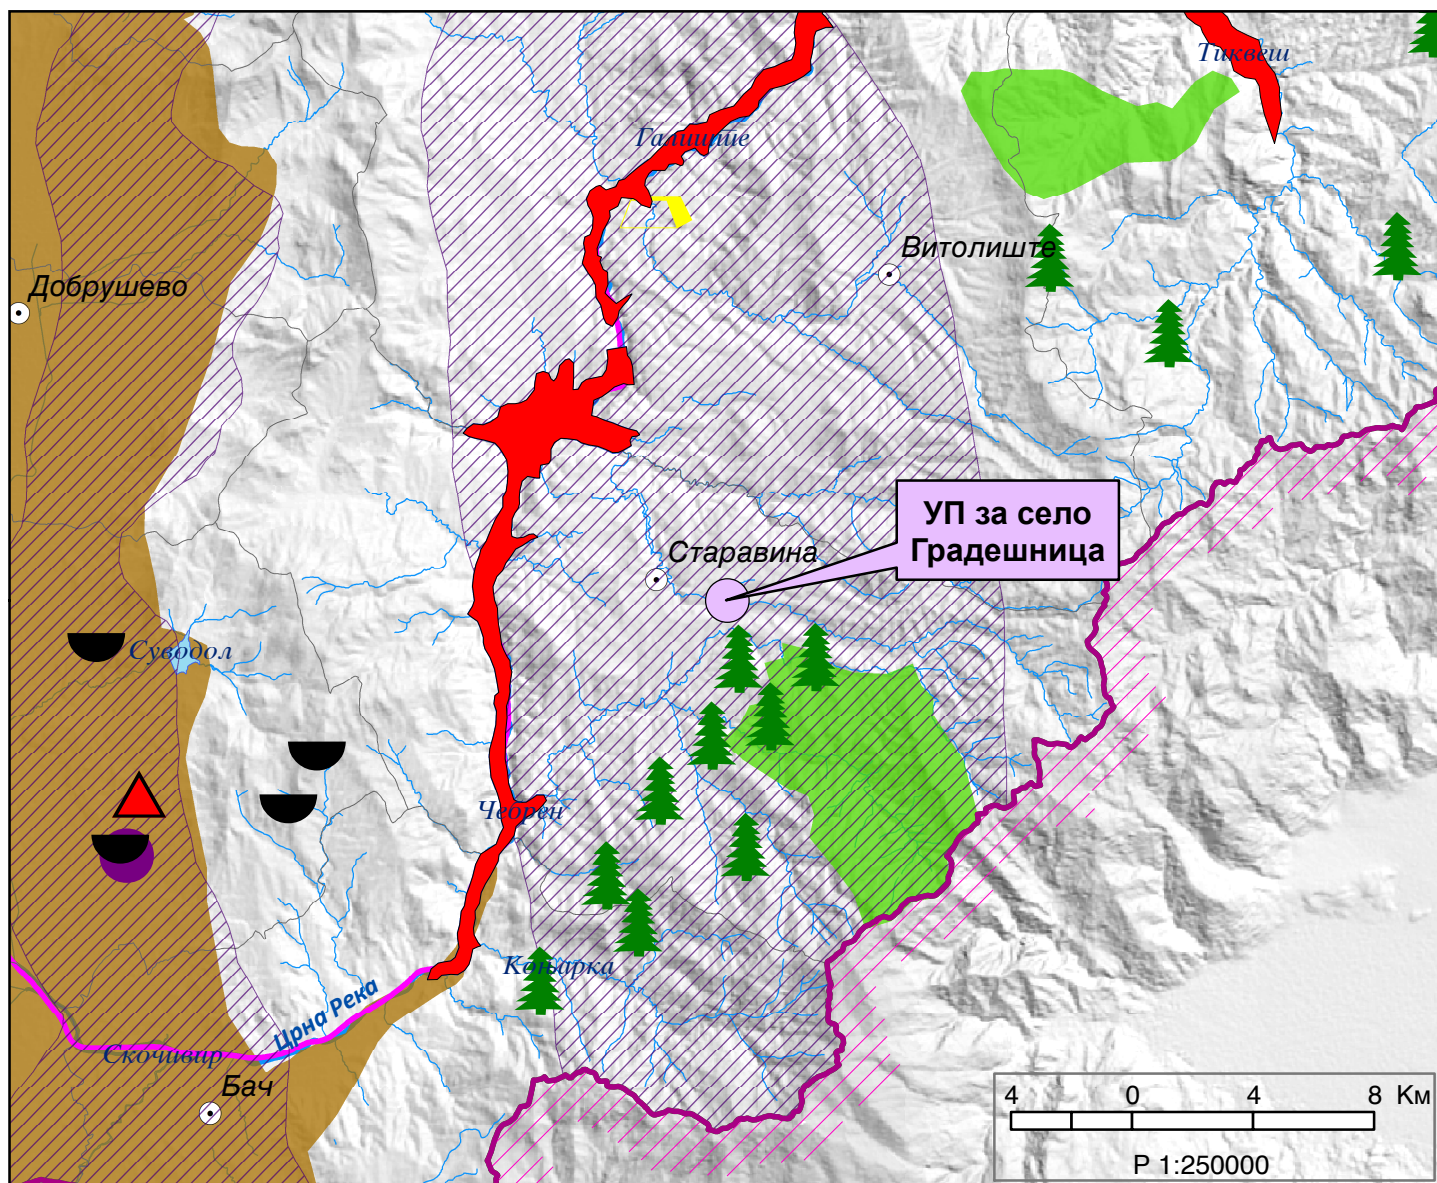 Тиквеш
Галиште
Витолиште
Добрушево
УП за село
Градешница
Старавина
Суводол
Чеорен
Коњарка
Црна Река
Скочивир
Бач
4 0 4 8 Км
Р 1:250000